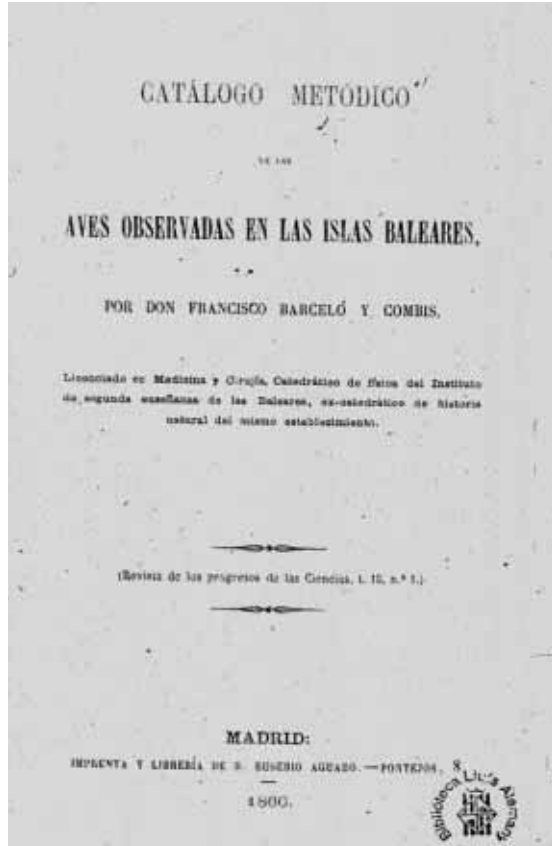 CATÁLOGO METÓDICO
DE LAS
AVES OBSERVADAS EN LAS ISLAS BALEARES,
POR DON FRANCISCO BARCELÓ Y COMBIS,
Licenciado en Medicina y Cirujía, Catedrático de física del Instituto
de segunda enseñanza de las Baleares, ex-catedrático de historia
natural del mismo establecimiento.
(Revista de los progresos de las Ciencias, t. 16, n.º 1.)
MADRID:
IMPRENTA Y LIBRERÍA DE D. EUSEBIO AGUADO.—PONTEJOS, 8.
1866.
Biblioteca Lluís Alemany